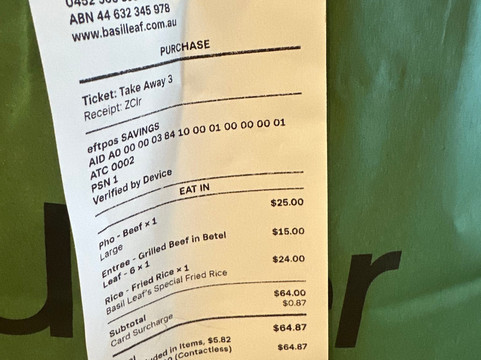 ABN 44 632 345 978
www.basilleaf.com.au
PURCHASE
Ticket: Take Away 3
Receipt: ZClr
eftpos SAVINGS
AID A0 00 00 03 84 10 00 01 00 00 00 01
ATC 0002
PSN 1
Verified by Device
EAT IN
Pho - Beef x 1 $25.00
Large
Entree - Grilled Beef in Betel $15.00
Leaf - 6 x 1
Rice - Fried Rice x 1 $24.00
Basil Leaf's Special Fried Rice
Subtotal $64.00
Card Surcharge $0.87
$64.87
in Items, $5.82
(Contactless) $64.87